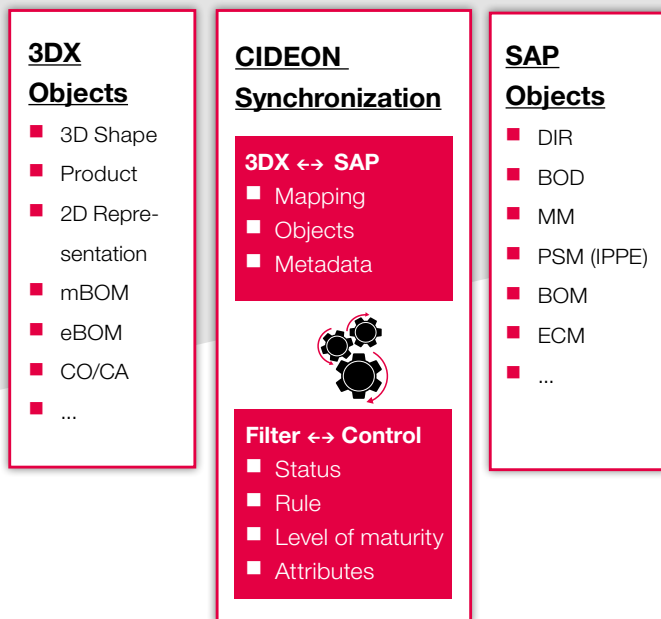 3DX
Objects
3D Shape
Product
2D Repre-
sentation
mBOM
eBOM
CO/CA
...
CIDEON
Synchronization
3DX ←→ SAP
Mapping
Objects
Metadata
Filter ←→ Control
Status
Rule
Level of maturity
Attributes
SAP
Objects
DIR
BOD
MM
PSM (IPPE)
BOM
ECM
...